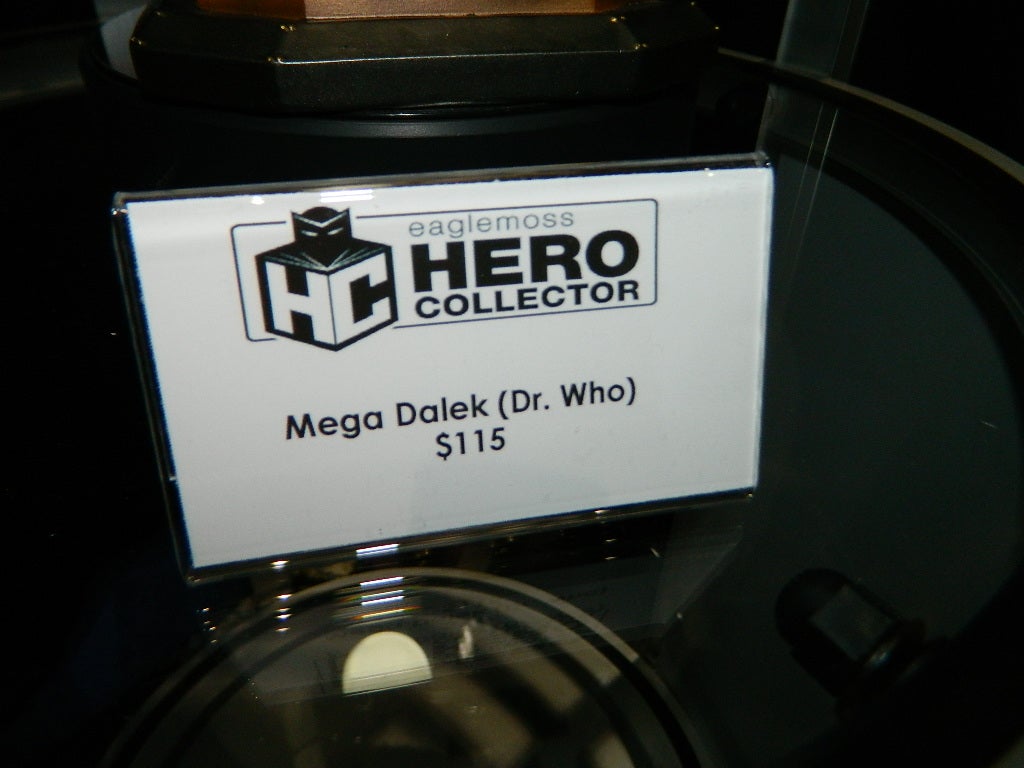 eaglemoss
HC HERO
COLLECTOR
Mega Dalek (Dr. Who)
$115